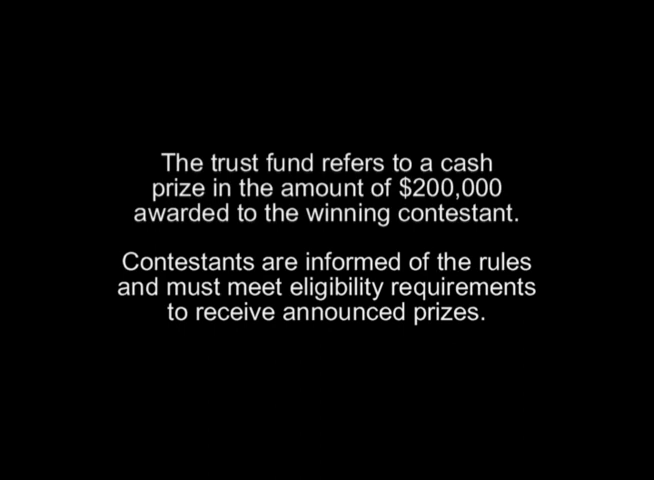 The trust fund refers to a cash
prize in the amount of $200,000
awarded to the winning contestant.
Contestants are informed of the rules
and must meet eligibility requirements
to receive announced prizes.